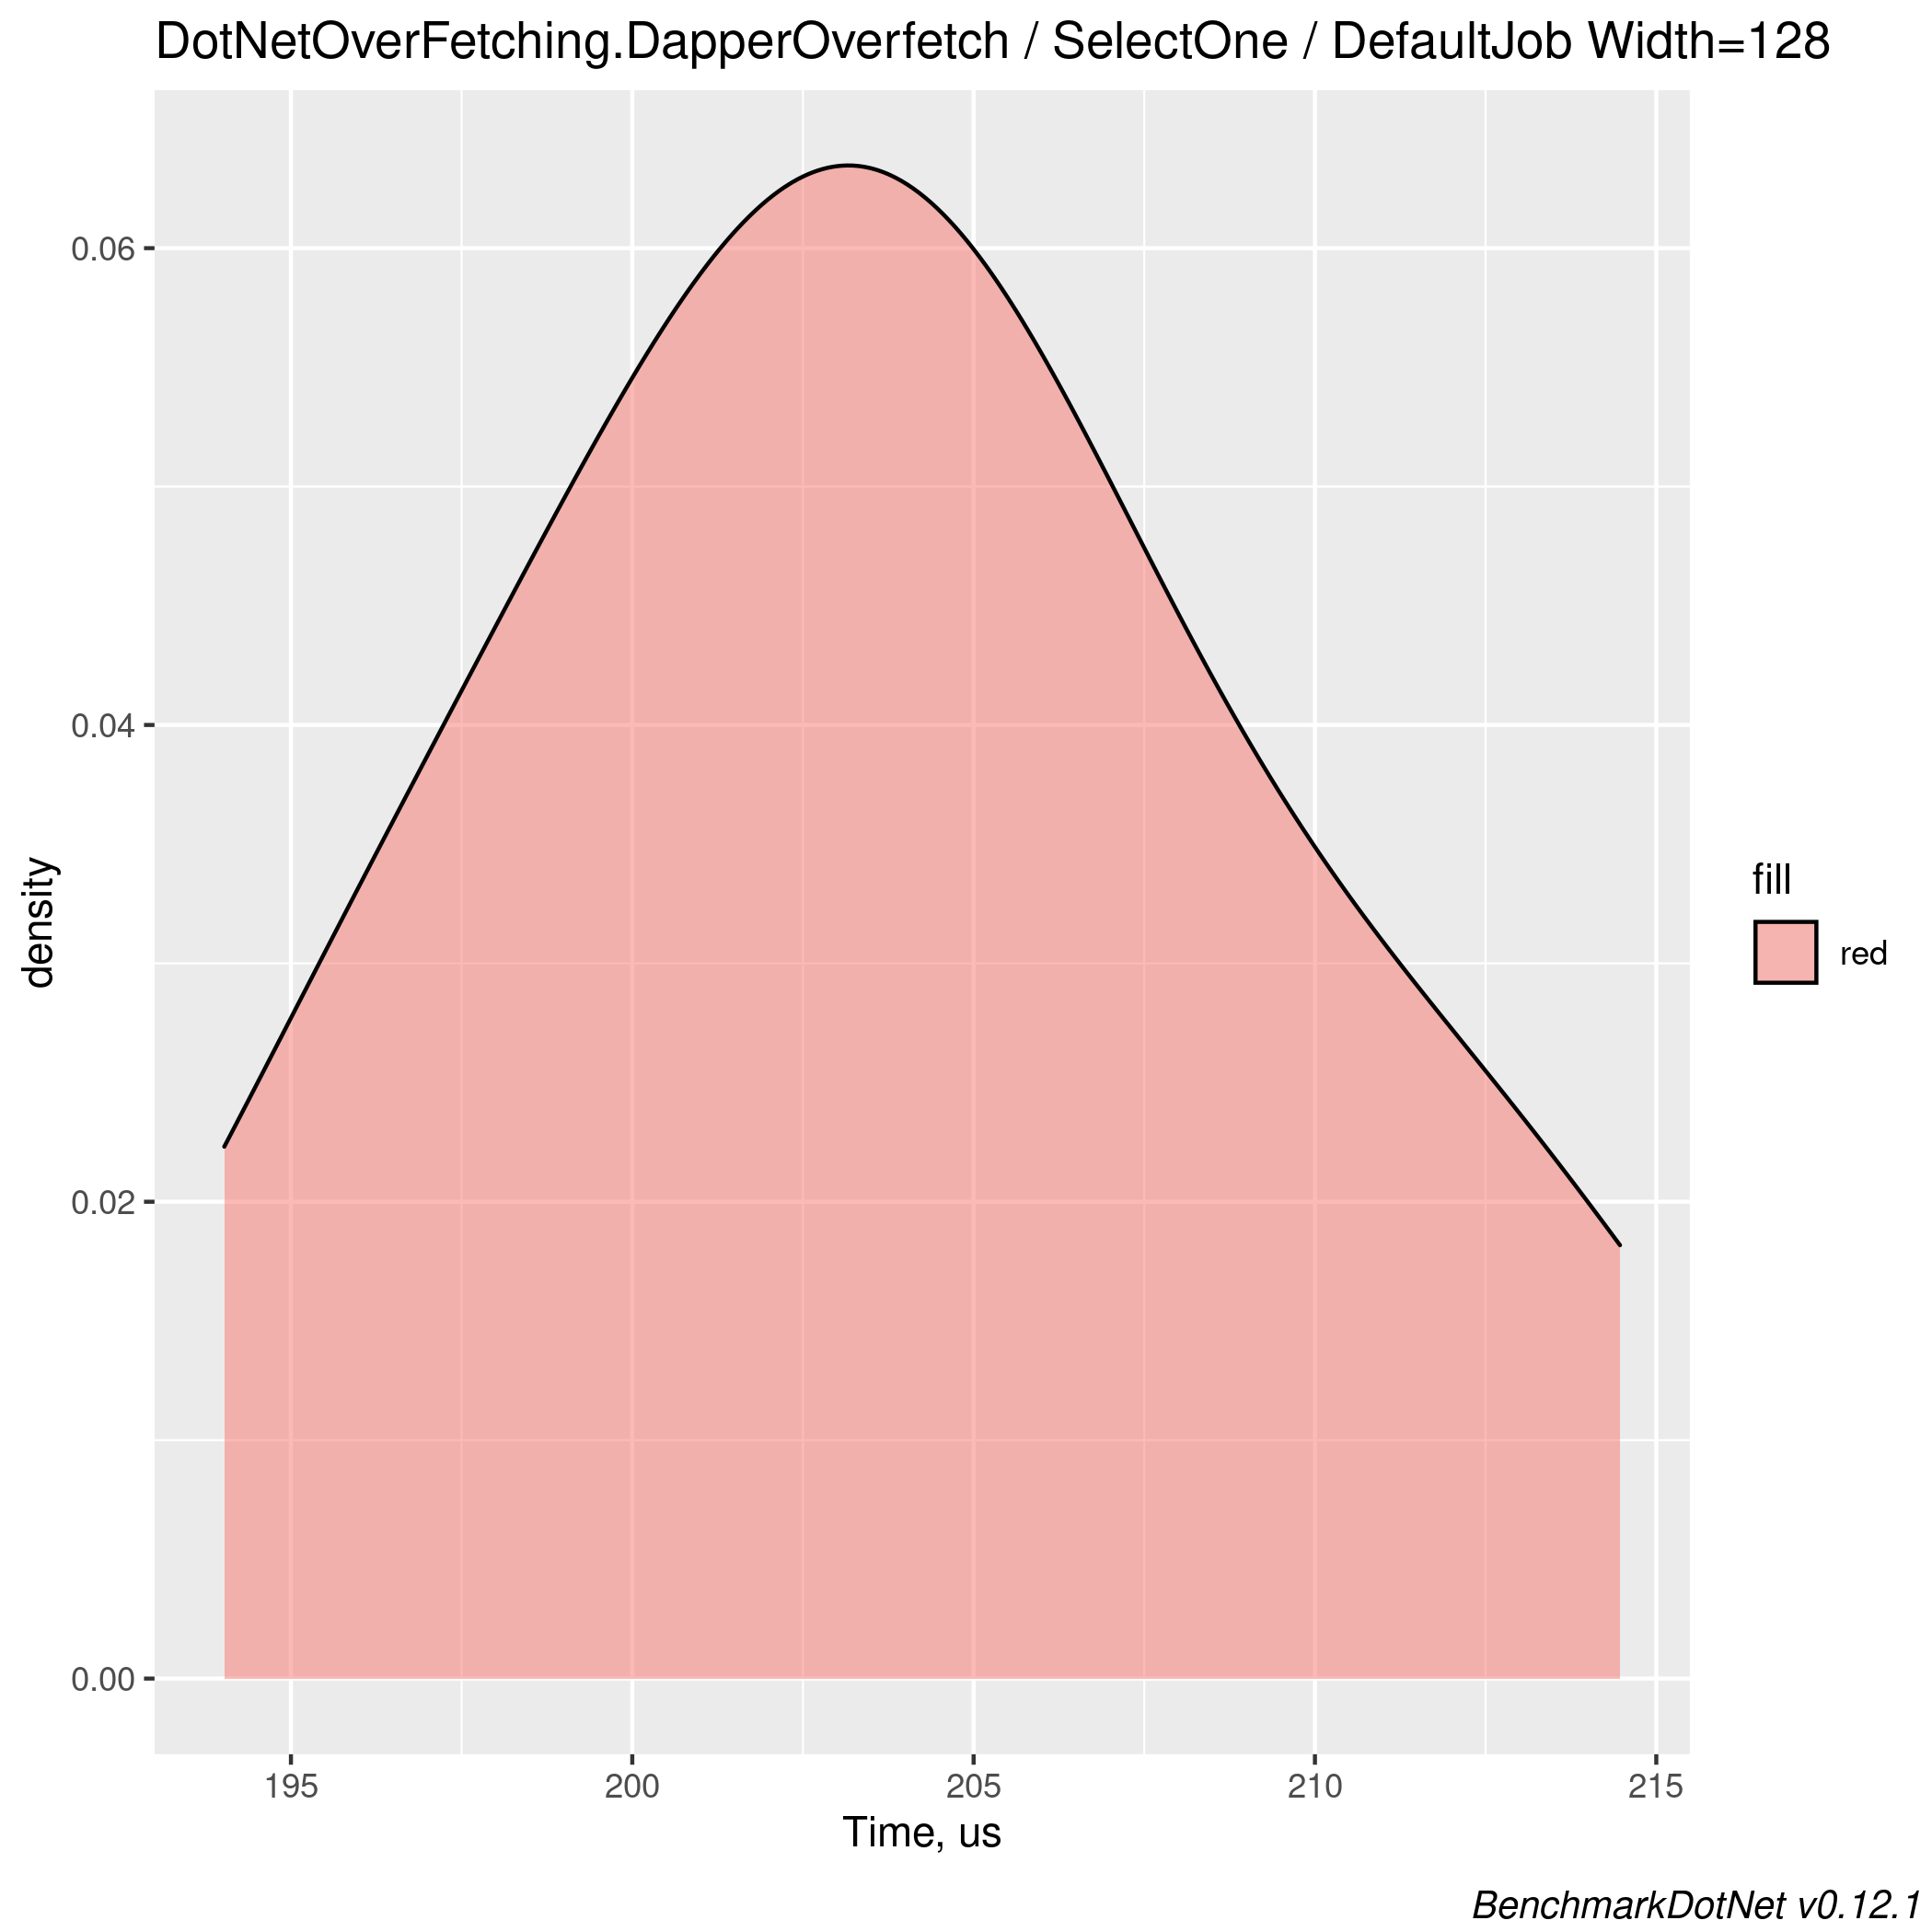 DotNetOverFetching.DapperOverfetch / SelectOne / DefaultJob Width=128
0.06
0.04
0.02
0.00
density
195 200 205 210 215
Time, us
fill
red
BenchmarkDotNet v0.12.1